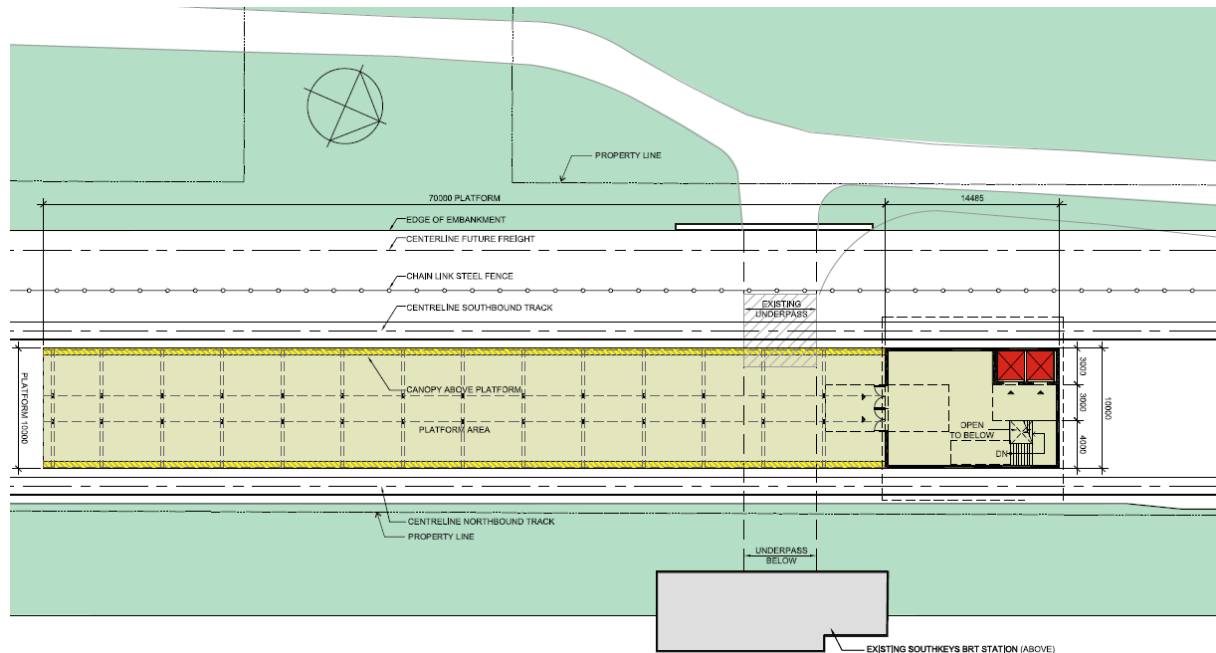 PROPERTY LINE
70000 PLATFORM
14465
EDGE OF EMBANKMENT
CENTERLINE FUTURE FREIGHT
CHAIN LINK STEEL FENCE
EXISTING
UNDERPASS
CENTRELINE SOUTHBOUND TRACK
PLATFORM 10000
CANOPY ABOVE PLATFORM
PLATFORM AREA
OPEN
TO BELOW
DN
3000
3000
4000
10000
CENTRELINE NORTHBOUND TRACK
PROPERTY LINE
UNDERPASS
BELOW
EXISTING SOUTHKEYS BRT STATION (ABOVE)